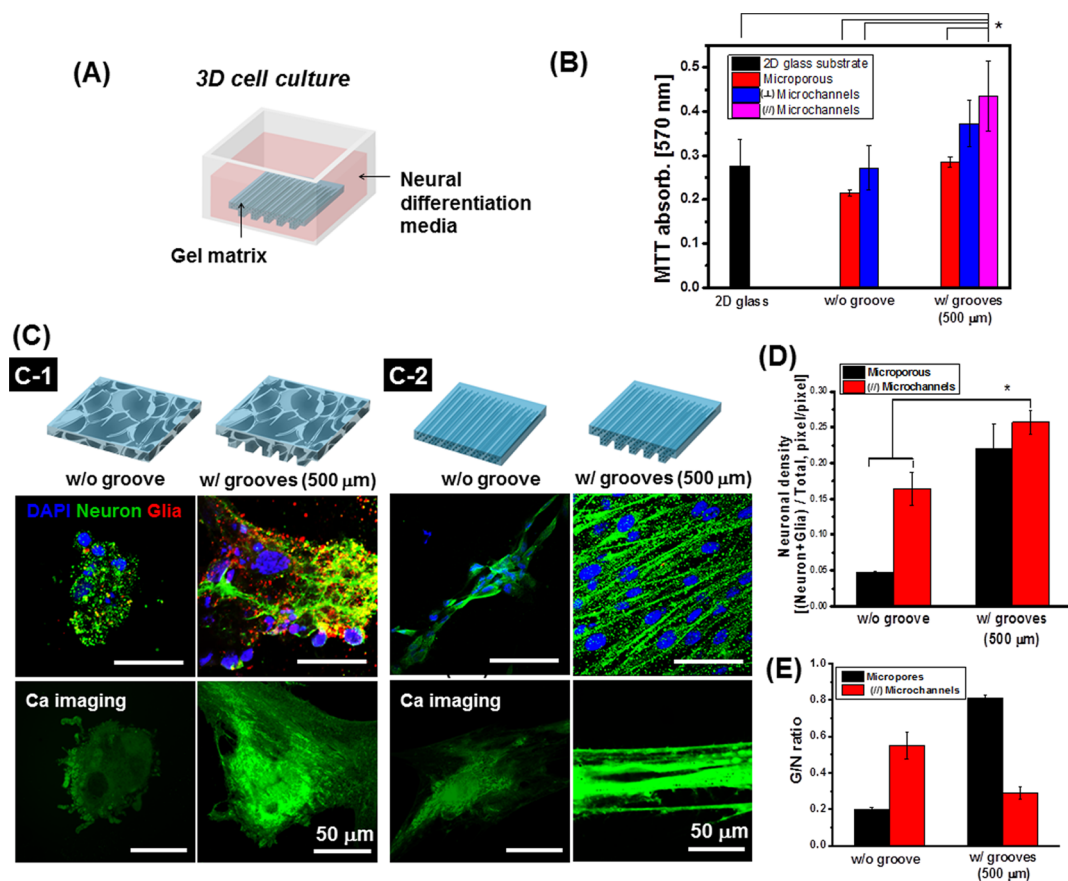 (A)
3D cell culture
Neural
differentiation
media
Gel matrix
(B)
*
MTT absorb. [570 nm]
0.5
0.4
0.3
0.2
0.1
0.0
2D glass substrate
Microporous
(⊥) Microchannels
(//) Microchannels
2D glass
w/o groove
w/ grooves
(500 μm)
(C)
C-1
C-2
w/o groove
w/ grooves (500 μm)
w/o groove
w/ grooves (500 μm)
DAPI Neuron Glia
Ca imaging
50 μm
Ca imaging
50 μm
(D)
Microporous
(//) Microchannels
*
Neuronal density
[(Neuron+Glia) / Total, pixel/pixel]
0.30
0.25
0.20
0.15
0.10
0.05
0.00
w/o groove
w/ grooves
(500 μm)
(E)
Micropores
(//) Microchannels
G/N ratio
1.0
0.8
0.6
0.4
0.2
0.0
w/o groove
w/ grooves
(500 μm)